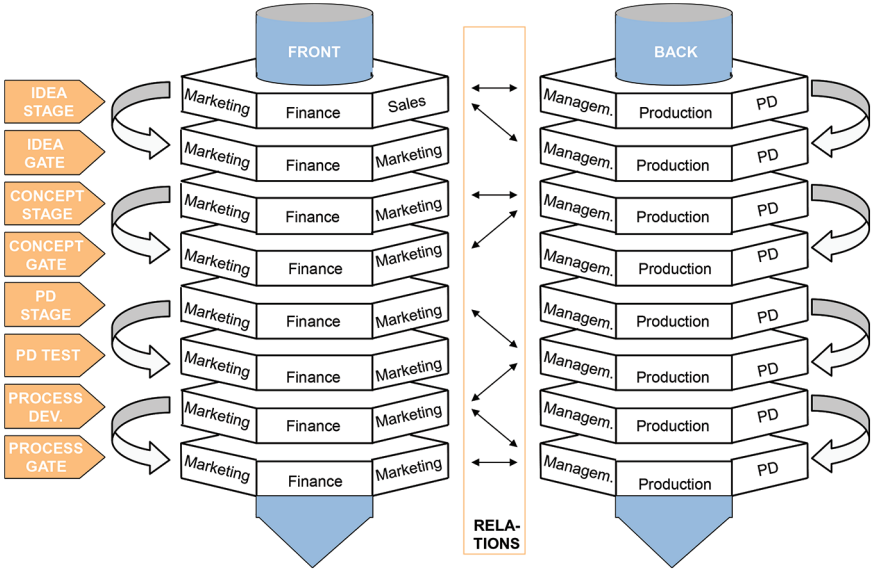 FRONT
BACK
IDEA
STAGE
Marketing
Finance
Sales
Managem.
Production
PD
IDEA
GATE
Marketing
Finance
Marketing
Managem.
Production
PD
CONCEPT
STAGE
Marketing
Finance
Marketing
Managem.
Production
PD
CONCEPT
GATE
Marketing
Finance
Marketing
Managem.
Production
PD
PD
STAGE
Marketing
Finance
Marketing
Managem.
Production
PD
PD TEST
Marketing
Finance
Marketing
Managem.
Production
PD
PROCESS
DEV.
Marketing
Finance
Marketing
Managem.
Production
PD
PROCESS
GATE
Marketing
Finance
Marketing
Managem.
Production
PD
RELA-
TIONS